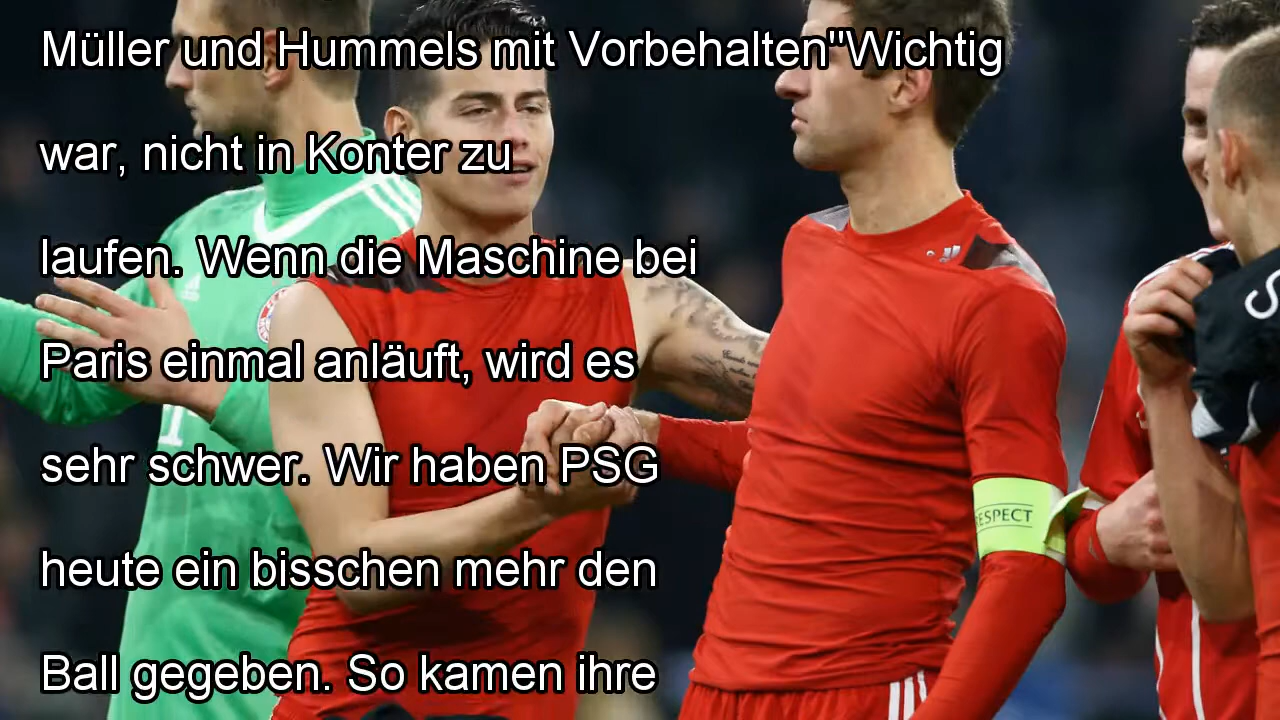 Müller und Hummels mit Vorbehalten"Wichtig
war, nicht in Konter zu
laufen. Wenn die Maschine bei
Paris einmal anläuft, wird es
sehr schwer. Wir haben PSG
heute ein bisschen mehr den
Ball gegeben. So kamen ihre
RESPECT